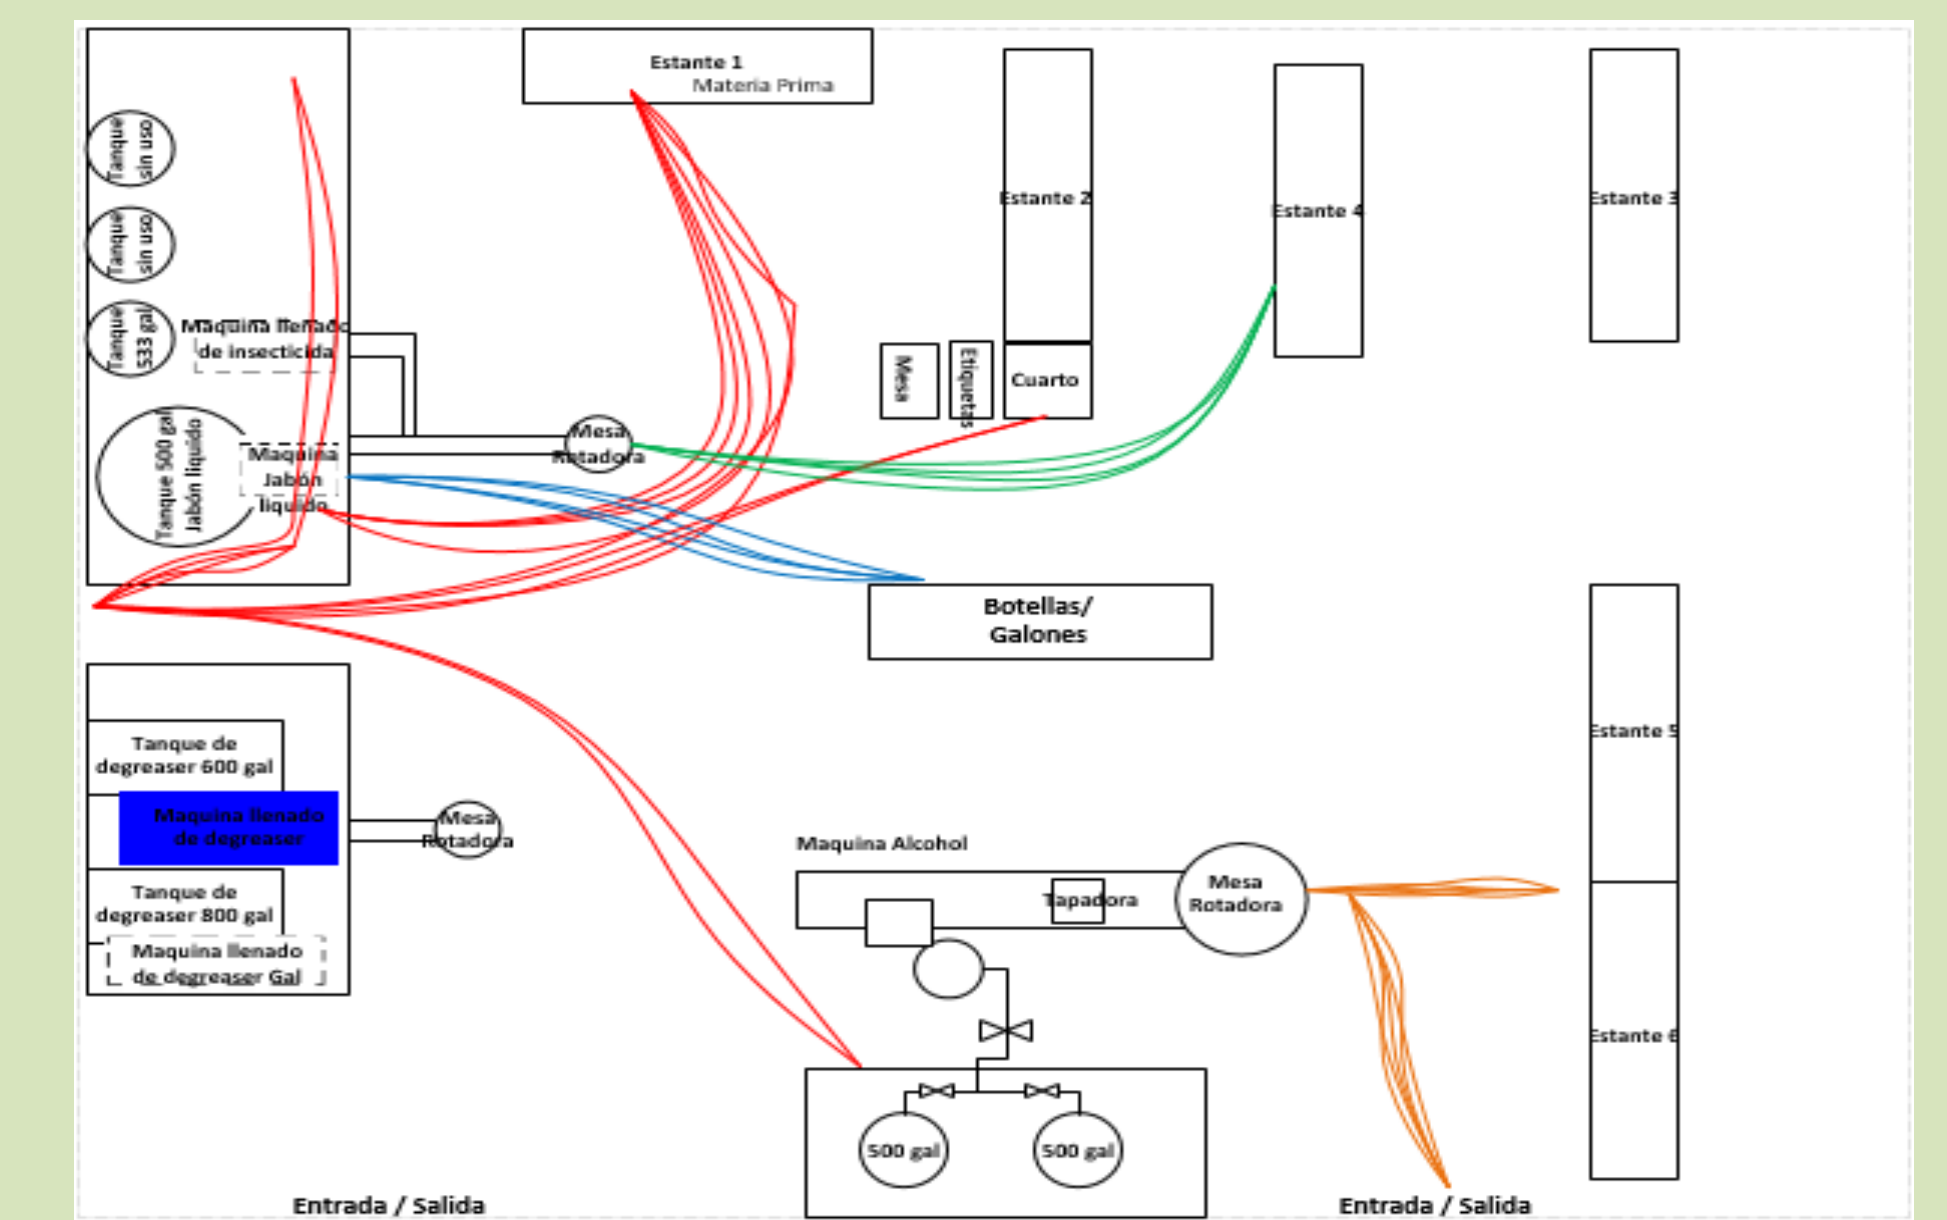 Estante 1
Materia Prima
Tanque
sin uso
Tanque
sin uso
Tanque
533 gal
Maquina llenado
de insecticida
Tanque 500 gal
Jabón liquido
Maquina
Jabón
liquido
Mesa
Rotadora
Mesa
Etiquetas
Cuarto
Estante 2
Estante 4
Estante 3
Botellas/
Galones
Tanque de
degreaser 600 gal
Maquina llenado
de degreaser
Mesa
Rotadora
Tanque de
degreaser 800 gal
Maquina llenado
de degreaser Gal
Maquina Alcohol
Tapadora
Mesa
Rotadora
Estante 5
Estante 6
500 gal
500 gal
Entrada / Salida
Entrada / Salida